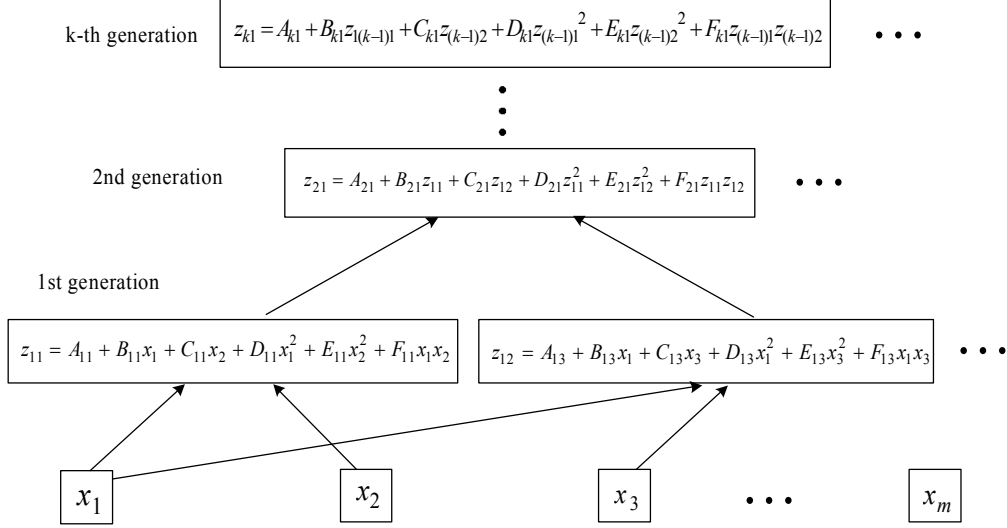 k-th generation
z_{k1} = A_{k1} + B_{k1}z_{1(k-1)1} + C_{k1}z_{(k-1)2} + D_{k1}z_{(k-1)1}^2 + E_{k1}z_{(k-1)2}^2 + F_{k1}z_{(k-1)1}z_{(k-1)2}
2nd generation
z_{21} = A_{21} + B_{21}z_{11} + C_{21}z_{12} + D_{21}z_{11}^2 + E_{21}z_{12}^2 + F_{21}z_{11}z_{12}
1st generation
z_{11} = A_{11} + B_{11}x_1 + C_{11}x_2 + D_{11}x_1^2 + E_{11}x_2^2 + F_{11}x_1x_2
z_{12} = A_{13} + B_{13}x_1 + C_{13}x_3 + D_{13}x_1^2 + E_{13}x_3^2 + F_{13}x_1x_3
x_1
x_2
x_3
x_m